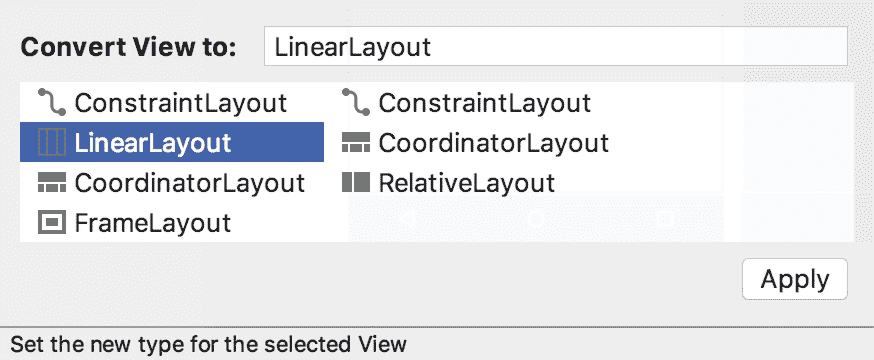 Convert View to: LinearLayout
ConstraintLayout ConstraintLayout
LinearLayout CoordinatorLayout
CoordinatorLayout RelativeLayout
FrameLayout
Apply
Set the new type for the selected View